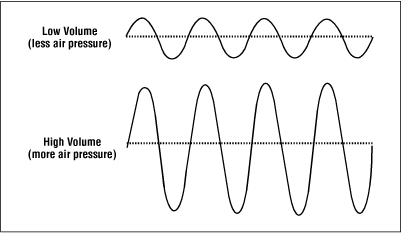 Low Volume
(less air pressure)
High Volume
(more air pressure)